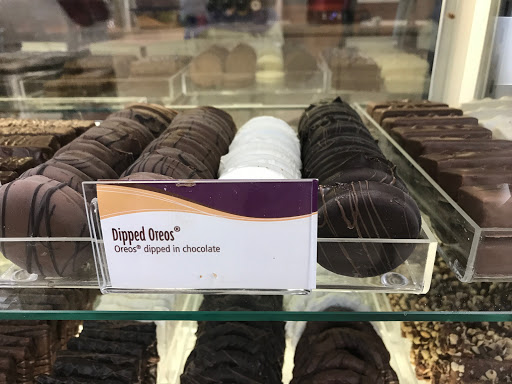 Dipped Oreos®
Oreos® dipped in chocolate